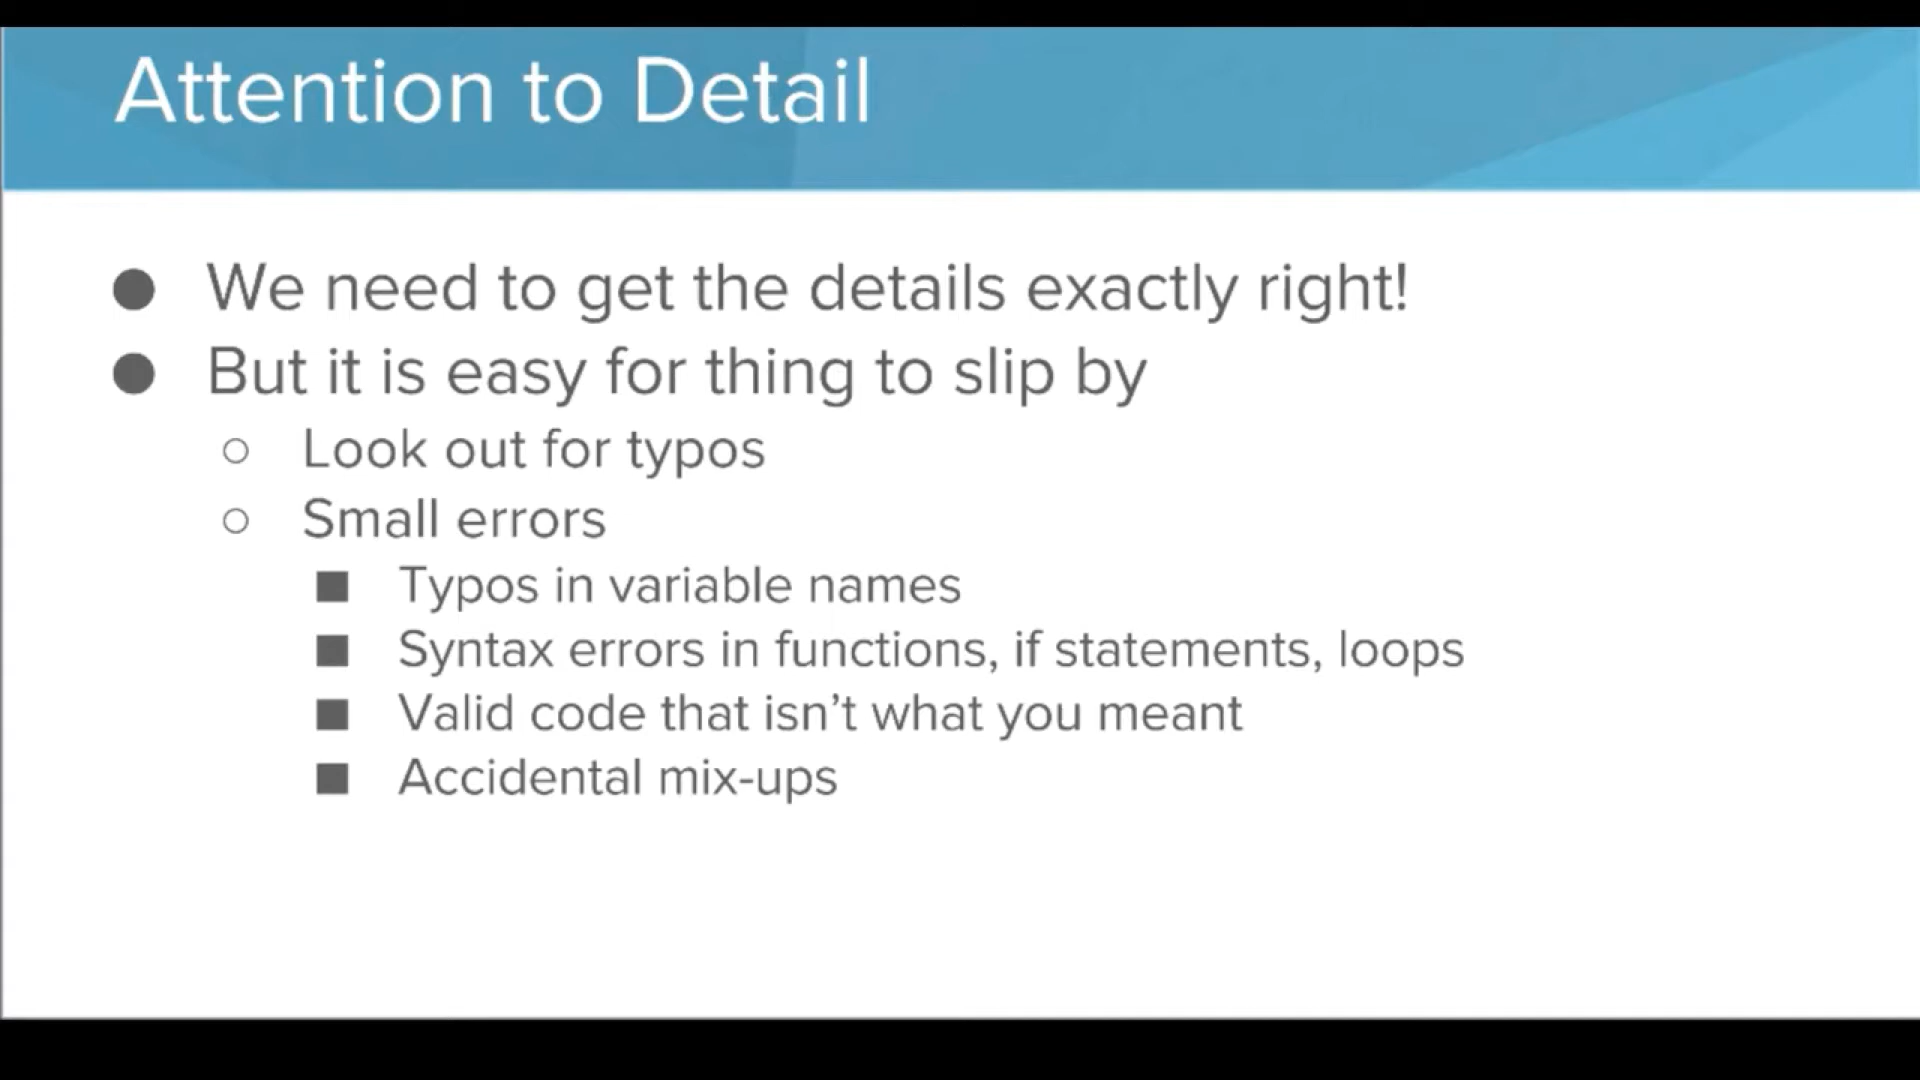 Attention to Detail
● We need to get the details exactly right!
● But it is easy for thing to slip by
○ Look out for typos
○ Small errors
■ Typos in variable names
■ Syntax errors in functions, if statements, loops
■ Valid code that isn’t what you meant
■ Accidental mix-ups